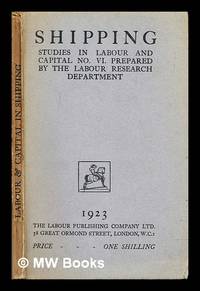 SHIPPING
STUDIES IN LABOUR AND
CAPITAL NO. VI. PREPARED
BY THE LABOUR RESEARCH
DEPARTMENT
1923
THE LABOUR PUBLISHING COMPANY LTD.
38 GREAT ORMOND STREET, LONDON, W.C.1
PRICE - - - ONE SHILLING
LABOUR & CAPITAL IN SHIPPING
© MW Books